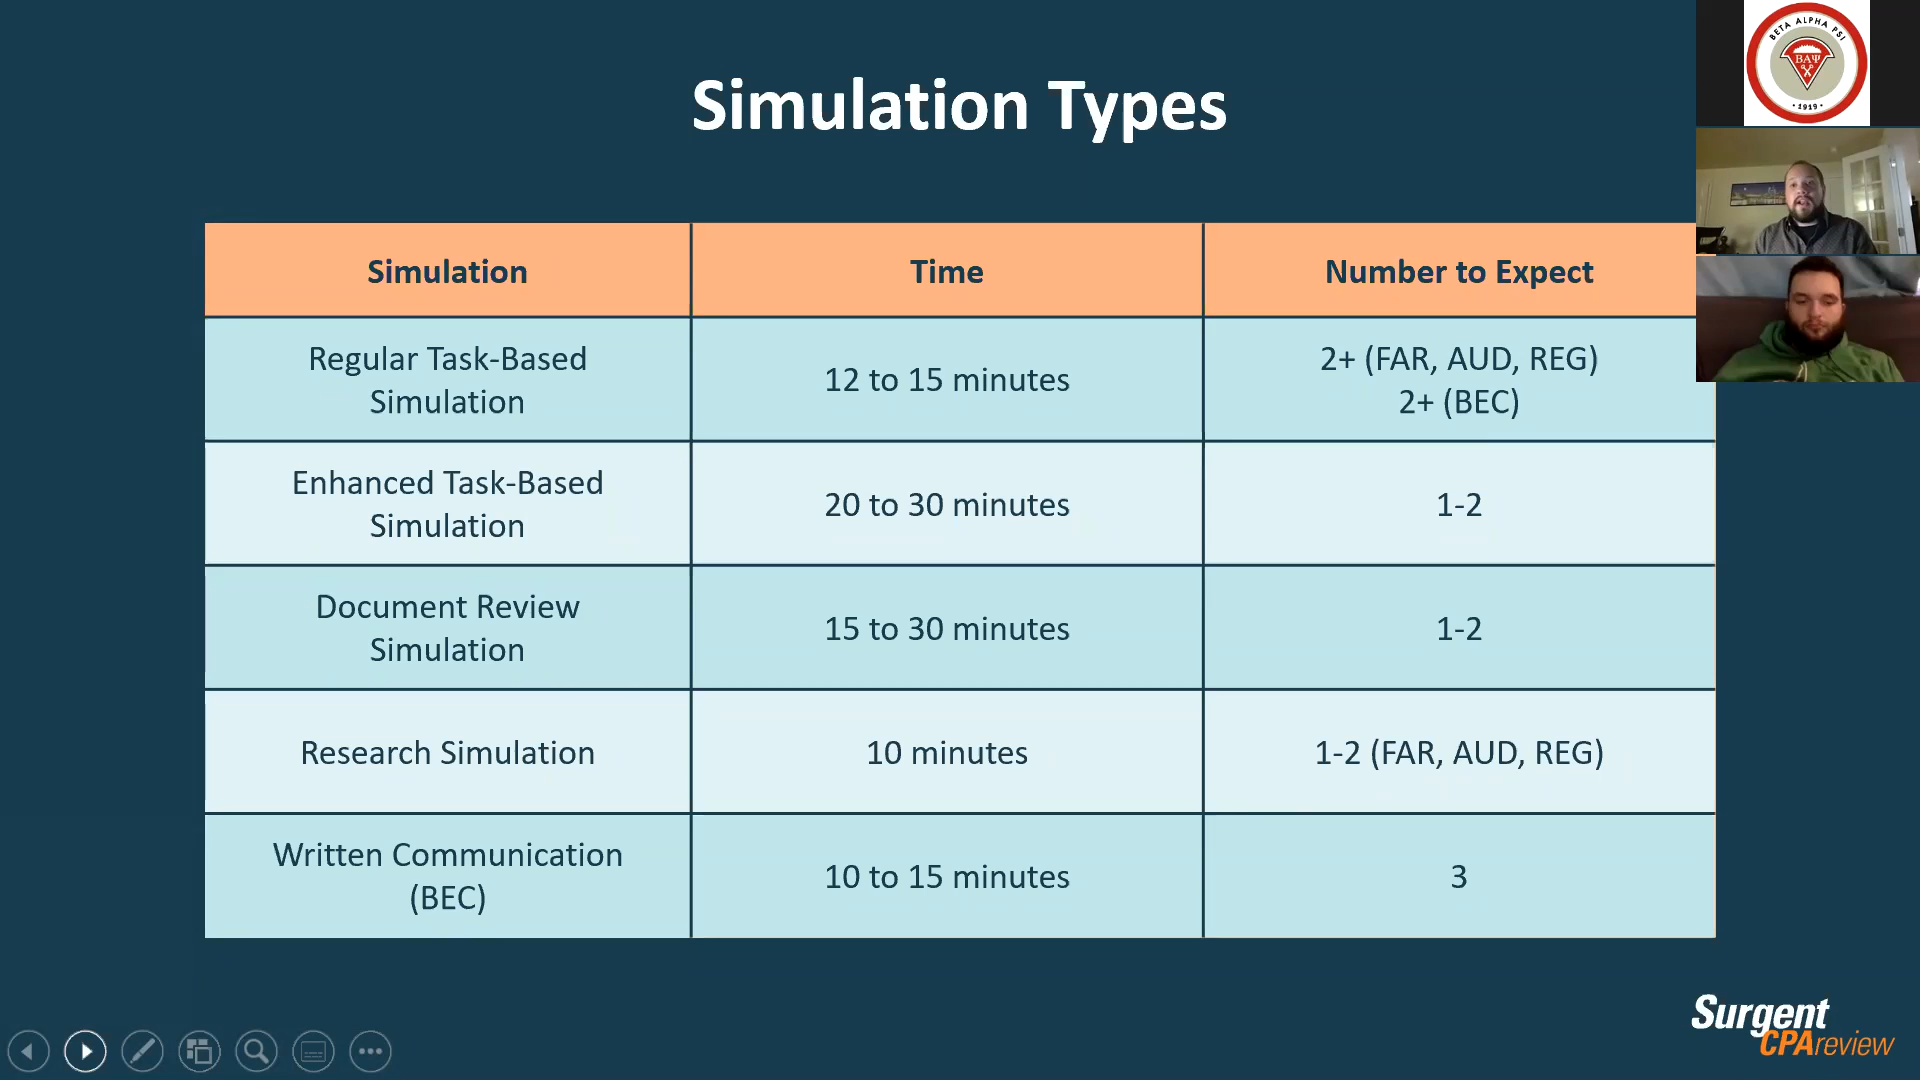 Simulation Types
BETA ALPHA PSI
ΒΑΨ
• 1919 •
Simulation
Time
Number to Expect
Regular Task-Based
Simulation
12 to 15 minutes
2+ (FAR, AUD, REG)
2+ (BEC)
Enhanced Task-Based
Simulation
20 to 30 minutes
1-2
Document Review
Simulation
15 to 30 minutes
1-2
Research Simulation
10 minutes
1-2 (FAR, AUD, REG)
Written Communication
(BEC)
10 to 15 minutes
3
Surgent
CPAreview